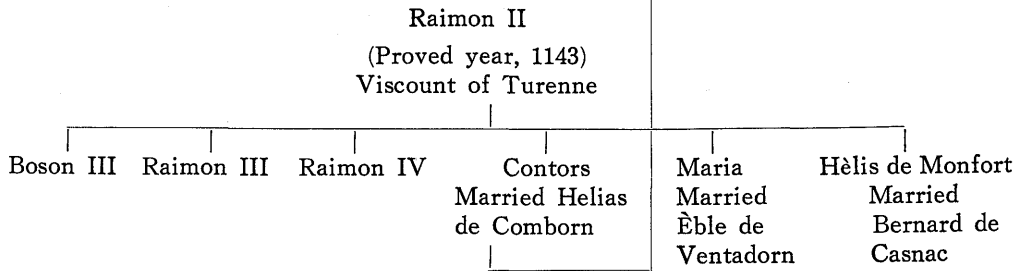 Raimon II
(Proved year, 1143)
Viscount of Turenne
Boson III Raimon III Raimon IV Contors Maria Hèlis de Monfort
Married Helias Married Married
de Comborn Èble de Bernard de
Ventadorn Casnac